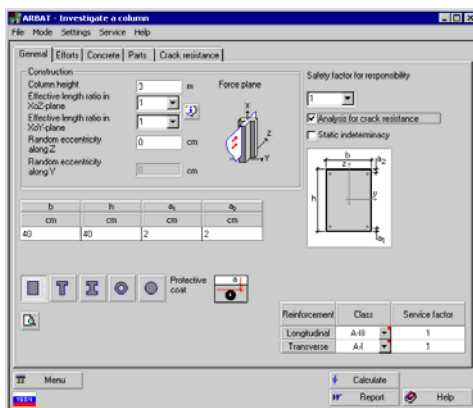 ARBAT - Investigate a column
File Mode Settings Service Help
General Efforts Concrete Parts Crack resistance
Construction
Column height 3 m Force plane
Effective length ratio in XoZ-plane 1
Effective length ratio in XoY-plane 1
Random eccentricity along Z 0 cm
Random eccentricity along Y 0 cm
X
Z
Y
Safety factor for responsibility
1
Analysis for crack resistance
Static indeterminacy
b
a₂
z
h
y
a₁
b h a₁ a₂
cm cm cm cm
40 40 2 2
Protective coat
a
Reinforcement Class Service factor
Longitudinal A-III 1
Transverse A-I 1
Menu
Calculate
Report
Help